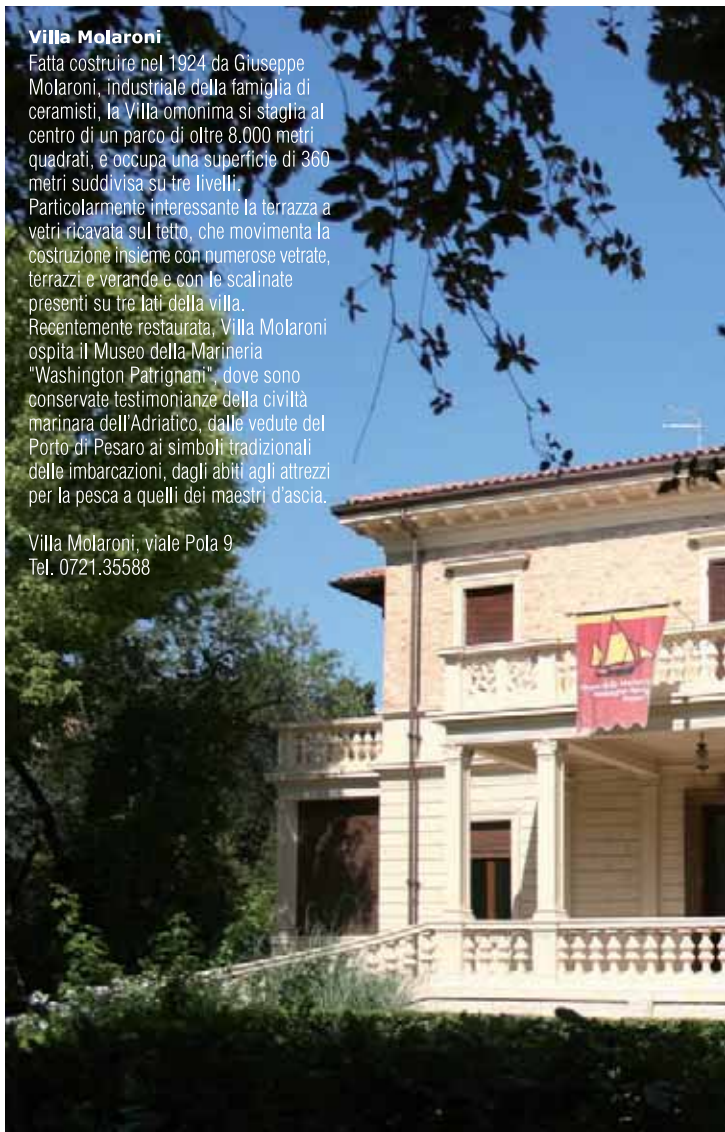 Villa Molaroni
Fatta costruire nel 1924 da Giuseppe
Molaroni, industriale della famiglia di
ceramisti, la Villa omonima si staglia al
centro di un parco di oltre 8.000 metri
quadrati, e occupa una superficie di 360
metri suddivisa su tre livelli.
Particolarmente interessante la terrazza a
vetri ricavata sul tetto, che movimenta la
costruzione insieme con numerose vetrate,
terrazzi e verande e con le scalinate
presenti su tre lati della villa.
Recentemente restaurata, Villa Molaroni
ospita il Museo della Marineria
"Washington Patrignani", dove sono
conservate testimonianze della civiltà
marinara dell'Adriatico, dalle vedute del
Porto di Pesaro ai simboli tradizionali
delle imbarcazioni, dagli abiti agli attrezzi
per la pesca a quelli dei maestri d'ascia.
Villa Molaroni, viale Pola 9
Tel. 0721.35588